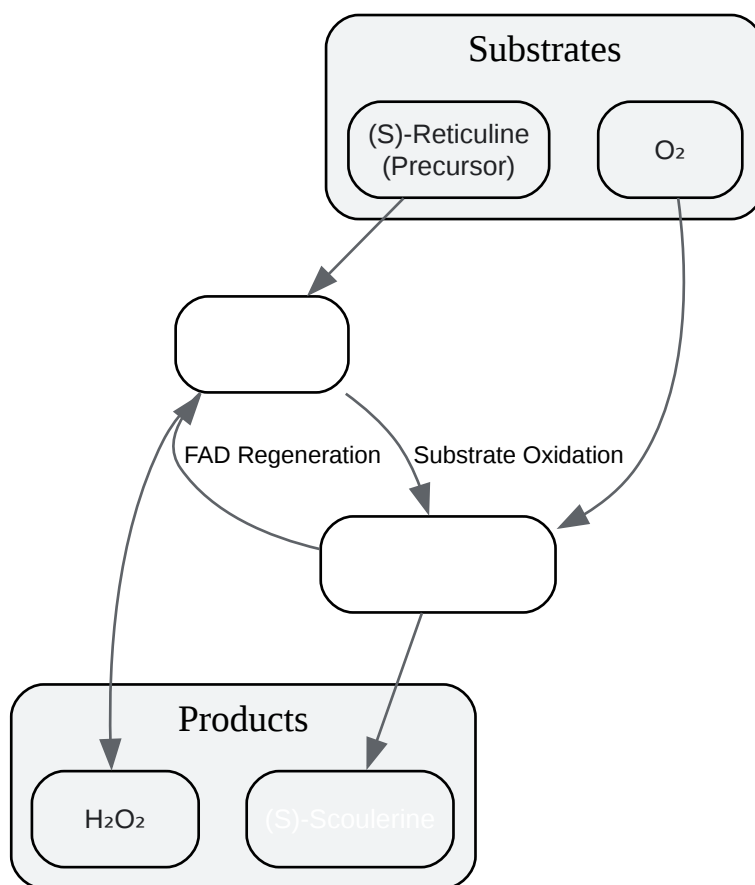 Substrates
(S)-Reticuline
(Precursor)
O₂
FAD Regeneration
Substrate Oxidation
Products
H₂O₂
(S)-Scoulerine